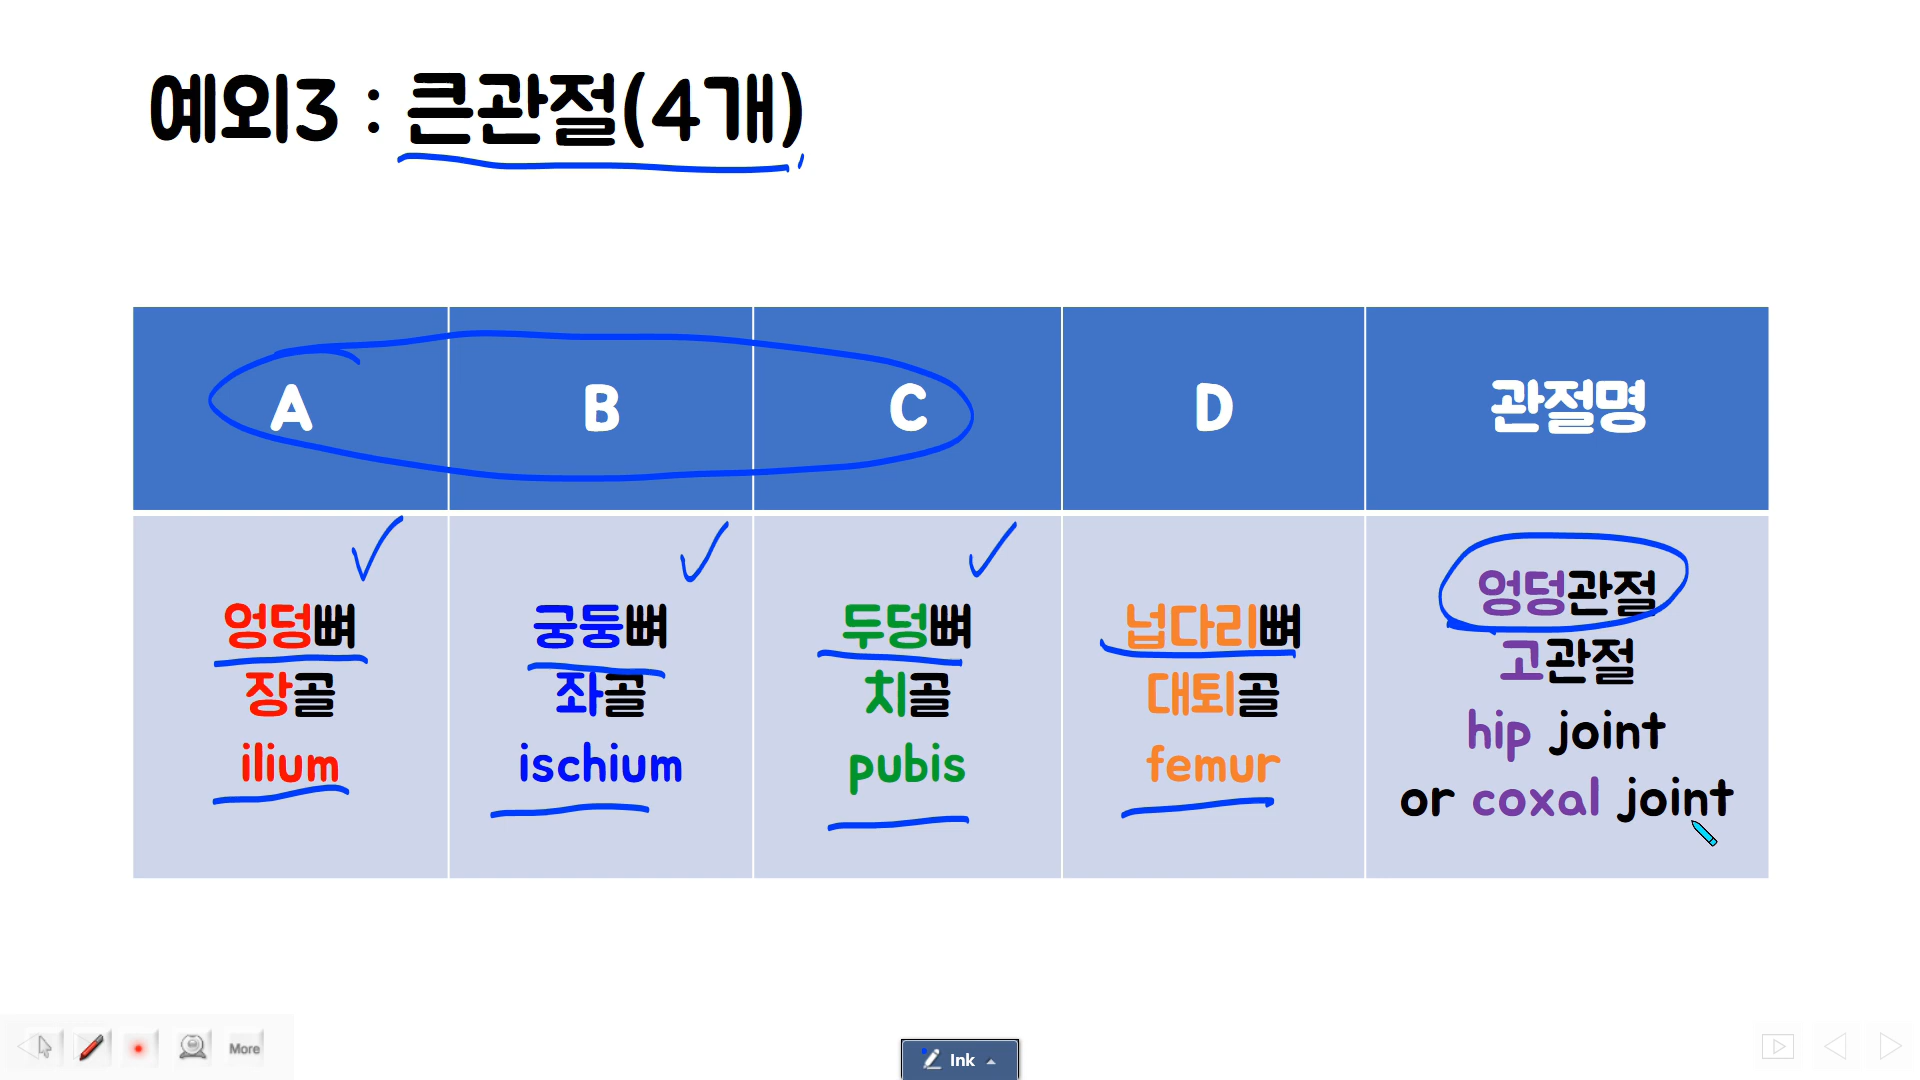 예외3 : 큰관절(4개)
A
B
C
D
관절명
엉덩뼈
장골
ilium
궁둥뼈
좌골
ischium
두덩뼈
치골
pubis
넙다리뼈
대퇴골
femur
엉덩관절
고관절
hip joint
or coxal joint
More
Ink